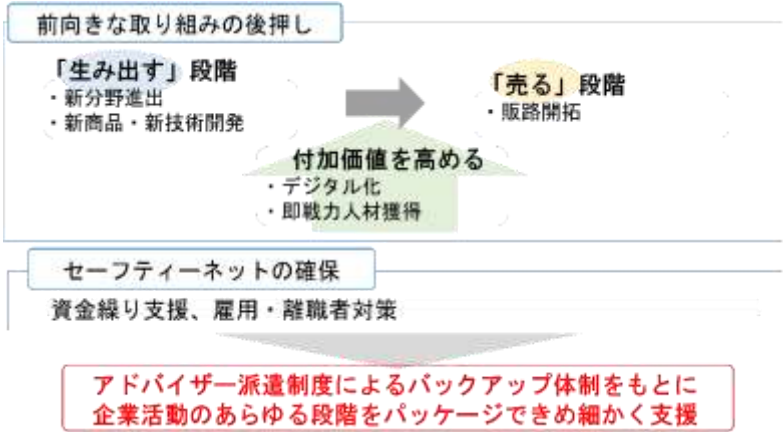 前向きな取り組みの後押し
「生み出す」段階
・新分野進出
・新商品・新技術開発
「売る」段階
・販路開拓
付加価値を高める
・デジタル化
・即戦力人材獲得
セーフティーネットの確保
資金繰り支援、雇用・離職者対策
アドバイザー派遣制度によるバックアップ体制をもとに
企業活動のあらゆる段階をパッケージできめ細かく支援